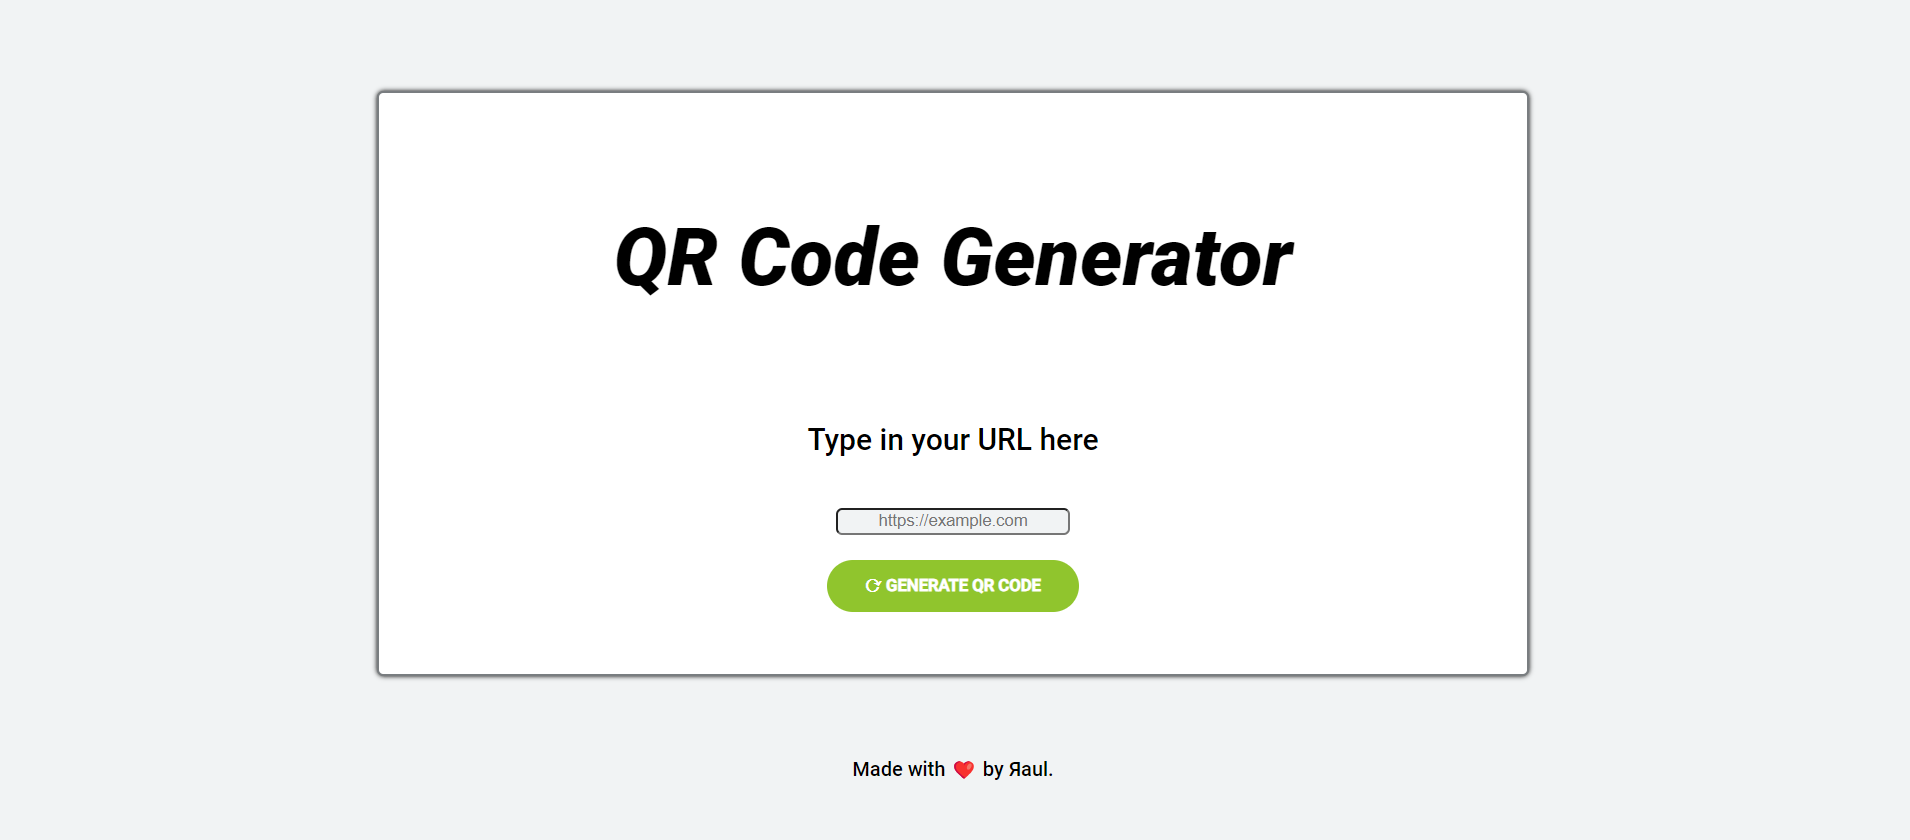 QR Code Generator
Type in your URL here
https://example.com
GENERATE QR CODE
Made with ❤️ by Яaul.